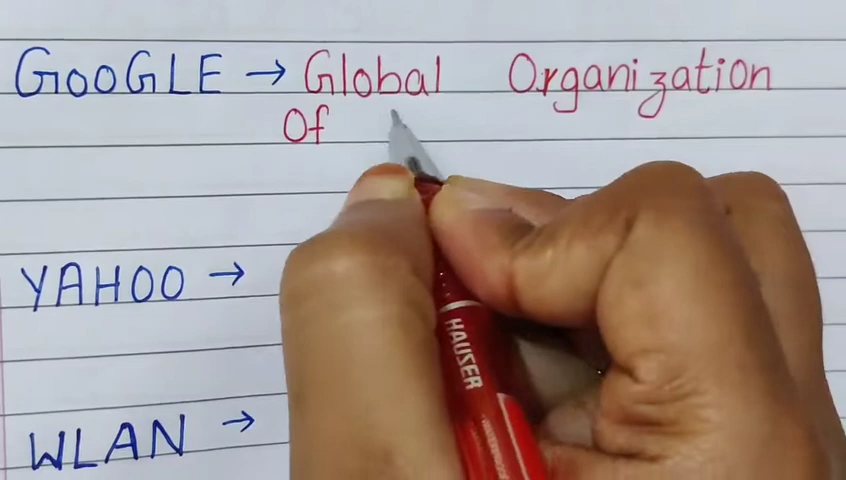 GOOGLE → Global Organization
Of
YAHOO →
WLAN →
HAUSER